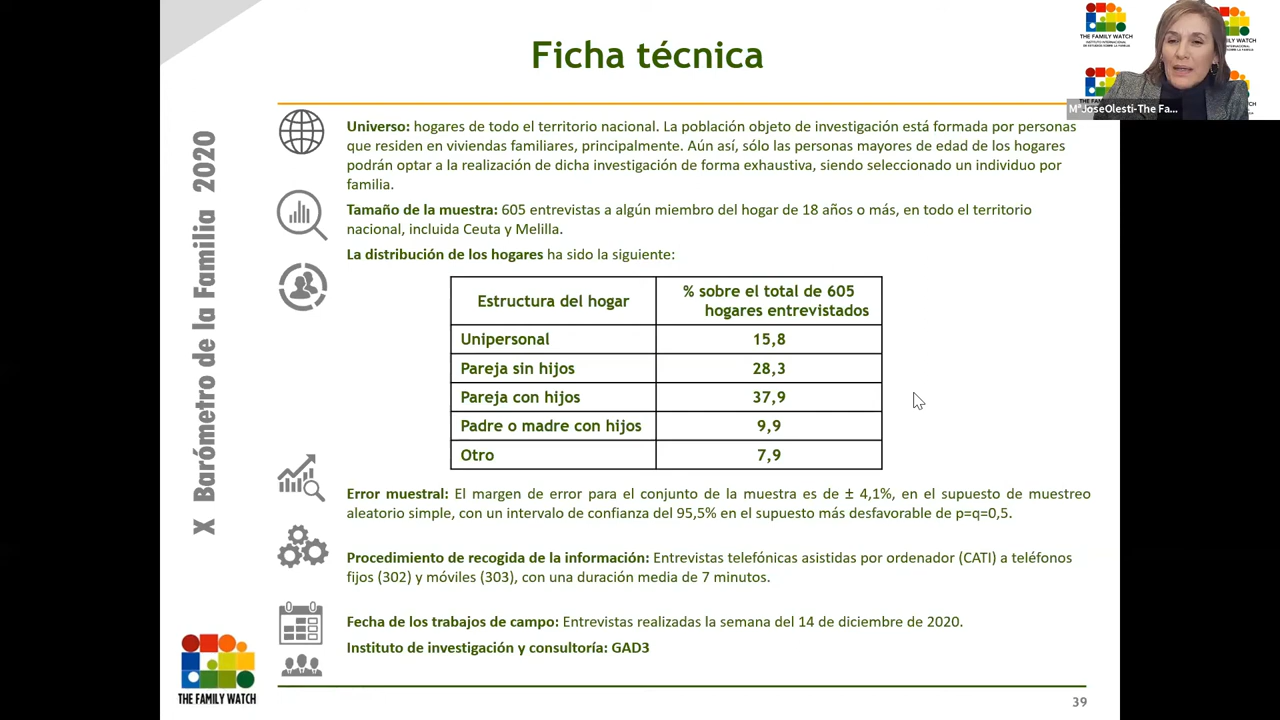 Ficha técnica
THE FAMILY WATCH
INSTITUTO INTERNACIONAL
DE ESTUDIOS SOBRE LA FAMILIA
MªJoseOlesti-The Fa...
X Barómetro de la Familia 2020
Universo: hogares de todo el territorio nacional. La población objeto de investigación está formada por personas
que residen en viviendas familiares, principalmente. Aún así, sólo las personas mayores de edad de los hogares
podrán optar a la realización de dicha investigación de forma exhaustiva, siendo seleccionado un individuo por
familia.
Tamaño de la muestra: 605 entrevistas a algún miembro del hogar de 18 años o más, en todo el territorio
nacional, incluida Ceuta y Melilla.
La distribución de los hogares ha sido la siguiente:
Estructura del hogar
% sobre el total de 605
hogares entrevistados
Unipersonal 15,8
Pareja sin hijos 28,3
Pareja con hijos 37,9
Padre o madre con hijos 9,9
Otro 7,9
Error muestral: El margen de error para el conjunto de la muestra es de ± 4,1%, en el supuesto de muestreo
aleatorio simple, con un intervalo de confianza del 95,5% en el supuesto más desfavorable de p=q=0,5.
Procedimiento de recogida de la información: Entrevistas telefónicas asistidas por ordenador (CATI) a teléfonos
fijos (302) y móviles (303), con una duración media de 7 minutos.
Fecha de los trabajos de campo: Entrevistas realizadas la semana del 14 de diciembre de 2020.
Instituto de investigación y consultoría: GAD3
THE FAMILY WATCH
39